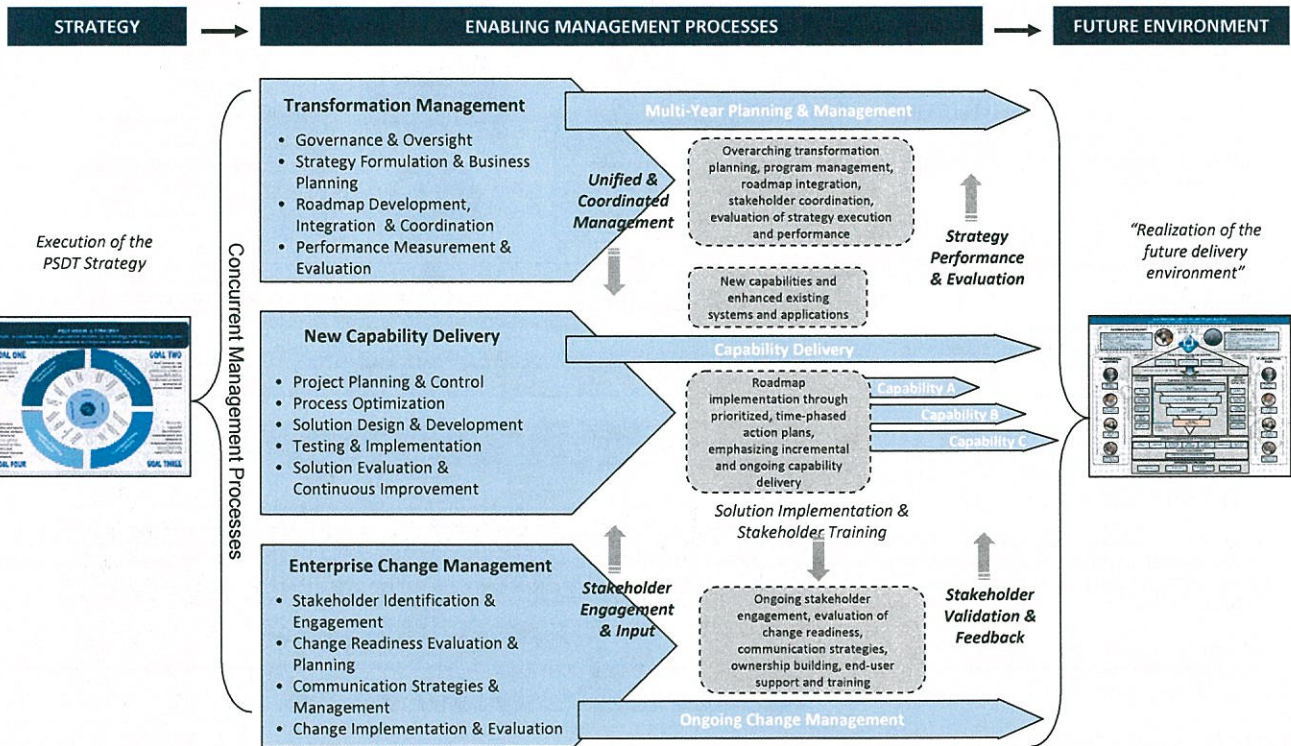 STRATEGY
ENABLING MANAGEMENT PROCESSES
FUTURE ENVIRONMENT
Execution of the
PSDT Strategy
GOAL TWO
GOAL THREE
Concurrent Management Processes
Transformation Management
• Governance & Oversight
• Strategy Formulation & Business
Planning
• Roadmap Development,
Integration & Coordination
• Performance Measurement &
Evaluation
Multi-Year Planning & Management
Unified &
Coordinated
Management
Overarching transformation
planning, program management,
roadmap integration,
stakeholder coordination,
evaluation of strategy execution
and performance
Strategy
Performance
& Evaluation
New capabilities and
enhanced existing
systems and applications
New Capability Delivery
• Project Planning & Control
• Process Optimization
• Solution Design & Development
• Testing & Implementation
• Solution Evaluation &
Continuous Improvement
Capability Delivery
Roadmap
implementation through
prioritized, time-phased
action plans,
emphasizing incremental
and ongoing capability
delivery
Capability A
Capability B
Capability C
Solution Implementation &
Stakeholder Training
Enterprise Change Management
• Stakeholder Identification &
Engagement
• Change Readiness Evaluation &
Planning
• Communication Strategies &
Management
• Change Implementation & Evaluation
Stakeholder
Engagement
& Input
Ongoing stakeholder
engagement, evaluation of
change readiness,
communication strategies,
ownership building, end-user
support and training
Stakeholder
Validation &
Feedback
Ongoing Change Management
"Realization of the
future delivery
environment"